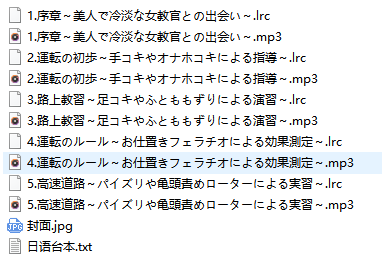 1.序章～美人で冷淡な女教官との出会い～.lrc
1.序章～美人で冷淡な女教官との出会い～.mp3
2.運転の初歩～手コキやオナホコキによる指導～.lrc
2.運転の初歩～手コキやオナホコキによる指導～.mp3
3.路上教習～足コキやふとももずりによる演習～.lrc
3.路上教習～足コキやふとももずりによる演習～.mp3
4.運転のルール～お仕置きフェラチオによる効果測定～.lrc
4.運転のルール～お仕置きフェラチオによる効果測定～.mp3
5.高速道路～パイズリや亀頭責めローターによる実習～.lrc
5.高速道路～パイズリや亀頭責めローターによる実習～.mp3
封面.jpg
日语台本.txt